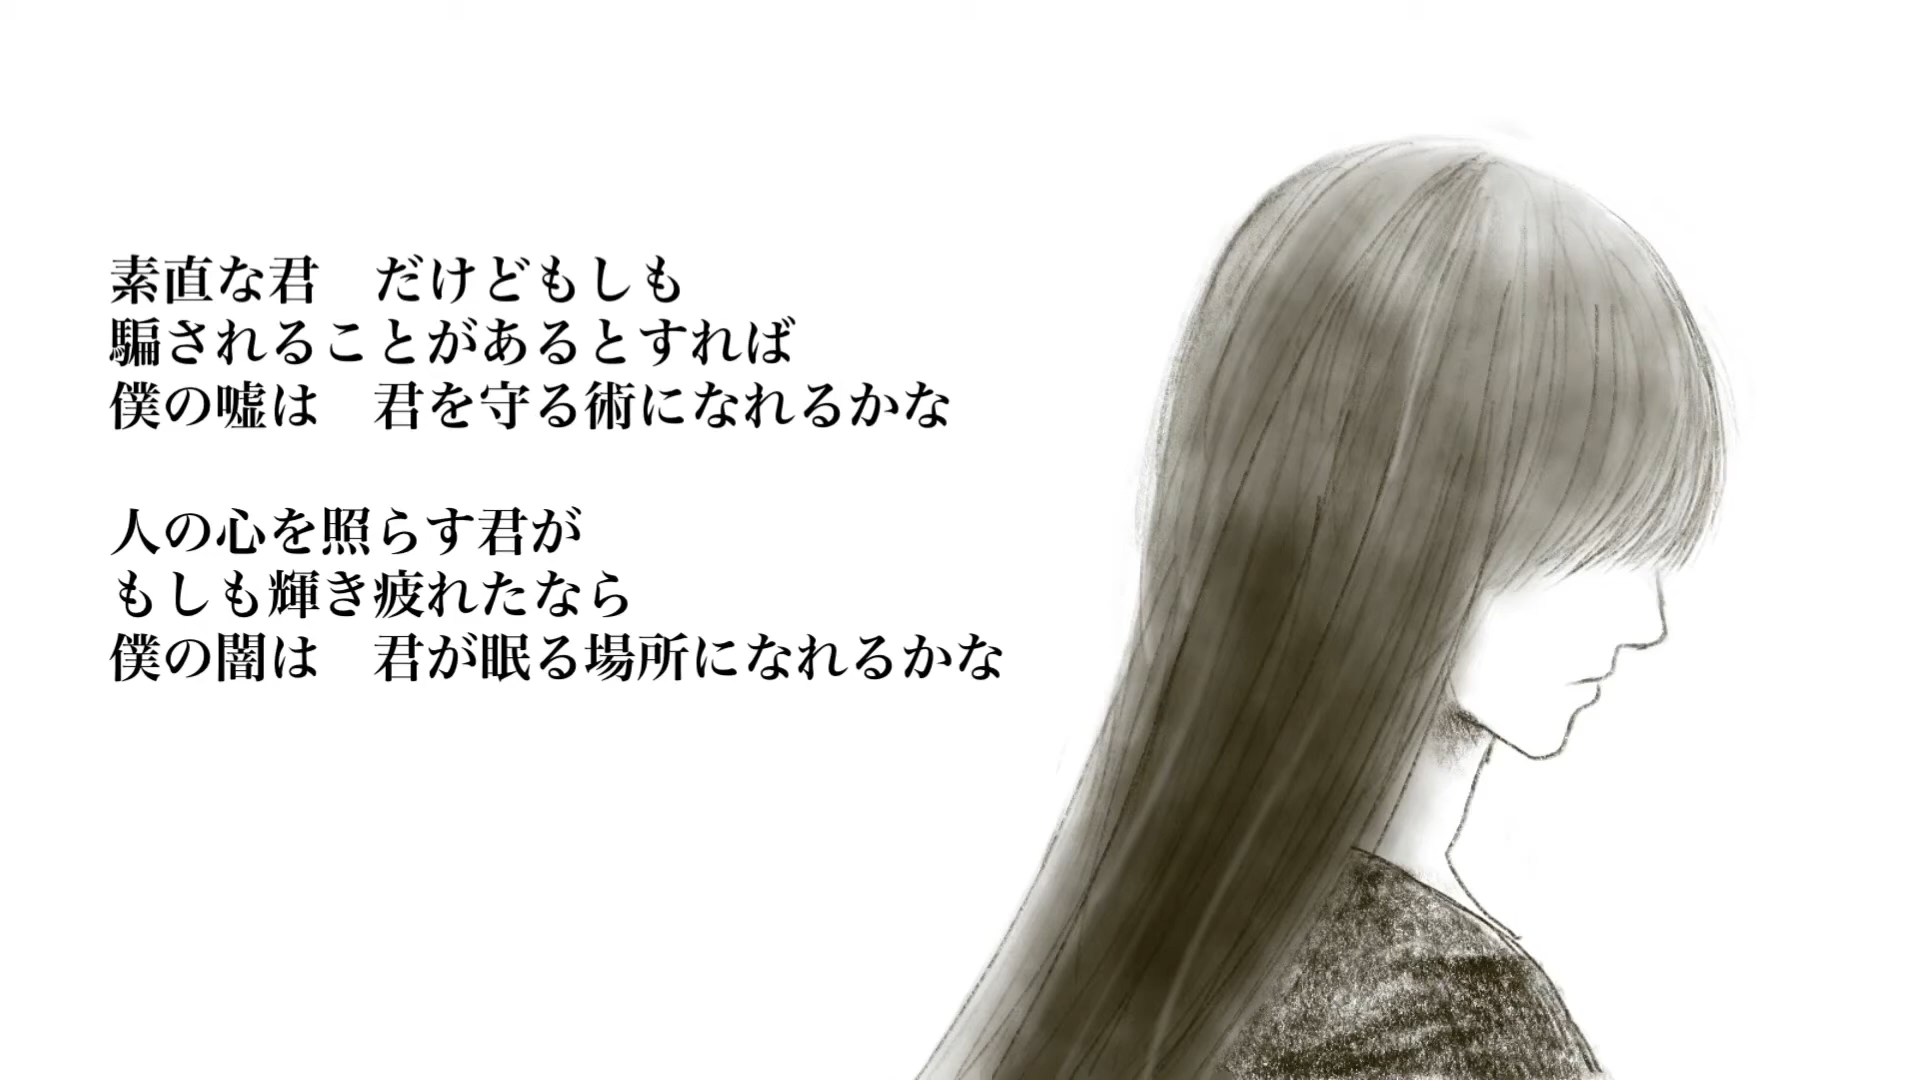 素直な君　だけどもしも
騙されることがあるとすれば
僕の嘘は　君を守る術になれるかな
人の心を照らす君が
もしも輝き疲れたなら
僕の闇は　君が眠る場所になれるかな